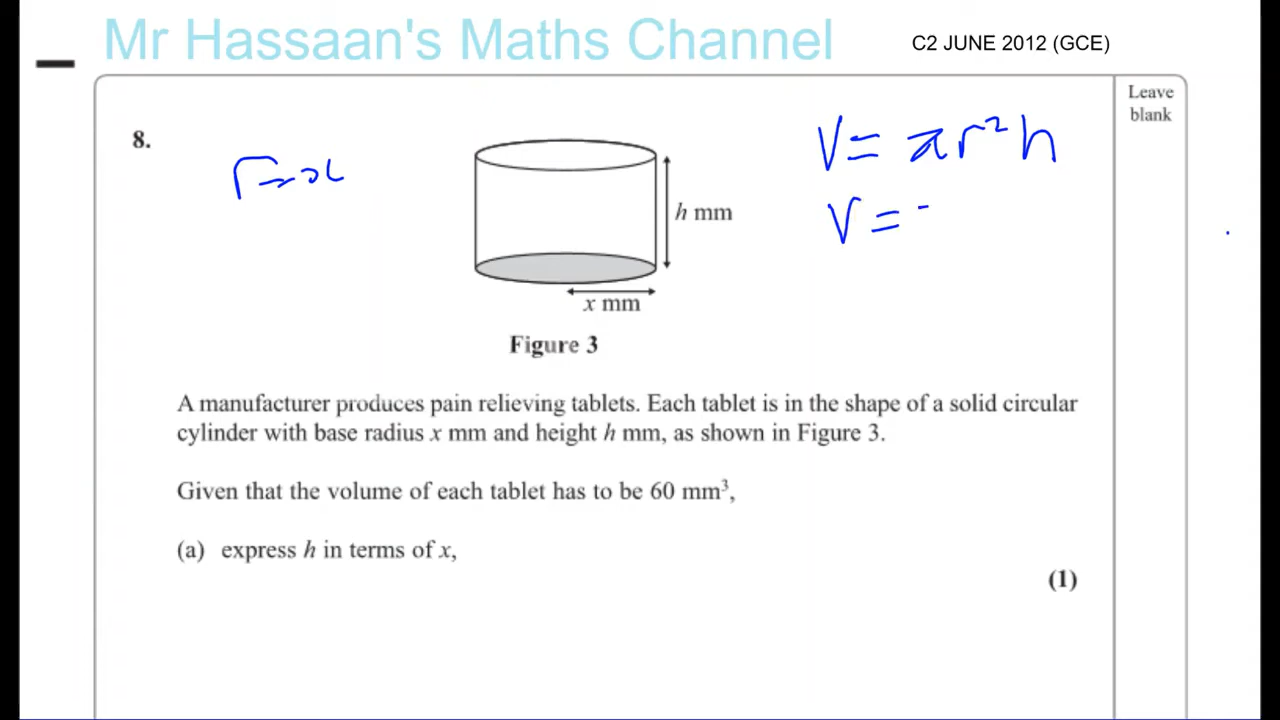 Mr Hassaan's Maths Channel
C2 JUNE 2012 (GCE)
Leave
blank
8.
r=x
V= πr²h
V=
h mm
x mm
Figure 3
A manufacturer produces pain relieving tablets. Each tablet is in the shape of a solid circular
cylinder with base radius x mm and height h mm, as shown in Figure 3.
Given that the volume of each tablet has to be 60 mm³,
(a) express h in terms of x,
(1)